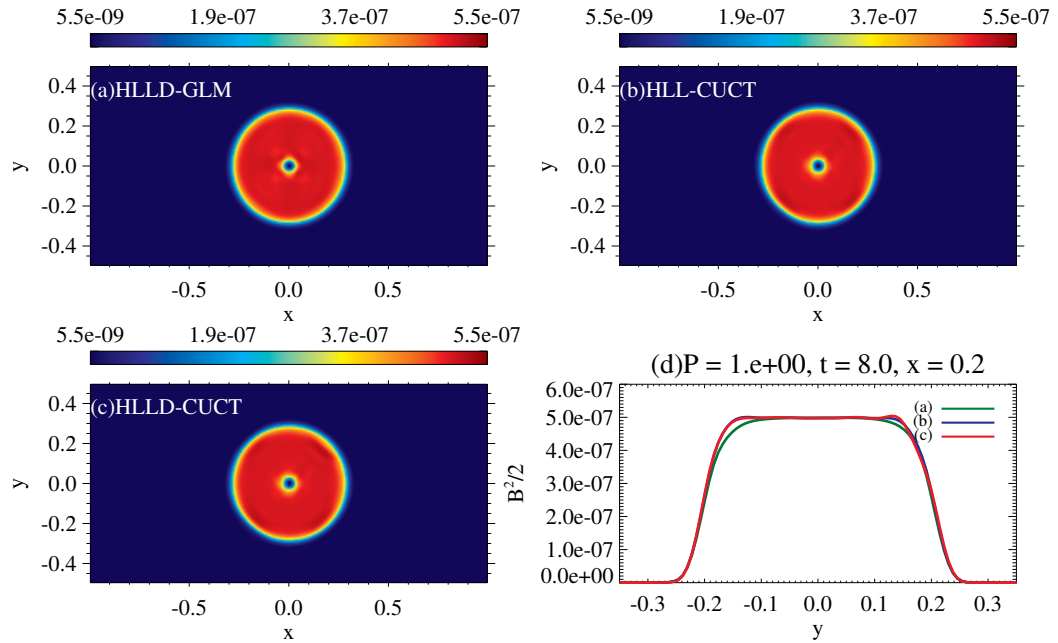 5.5e-09 1.9e-07 3.7e-07 5.5e-07
(a)HLLD-GLM
0.4
0.2
0.0
-0.2
-0.4
y
-0.5 0.0 0.5
x
5.5e-09 1.9e-07 3.7e-07 5.5e-07
(b)HLL-CUCT
0.4
0.2
0.0
-0.2
-0.4
y
-0.5 0.0 0.5
x
5.5e-09 1.9e-07 3.7e-07 5.5e-07
(c)HLLD-CUCT
0.4
0.2
0.0
-0.2
-0.4
y
-0.5 0.0 0.5
x
(d)P = 1.e+00, t = 8.0, x = 0.2
6.0e-07
5.0e-07
4.0e-07
3.0e-07
2.0e-07
1.0e-07
0.0e+00
B²/2
(a)
(b)
(c)
-0.3 -0.2 -0.1 0.0 0.1 0.2 0.3
y